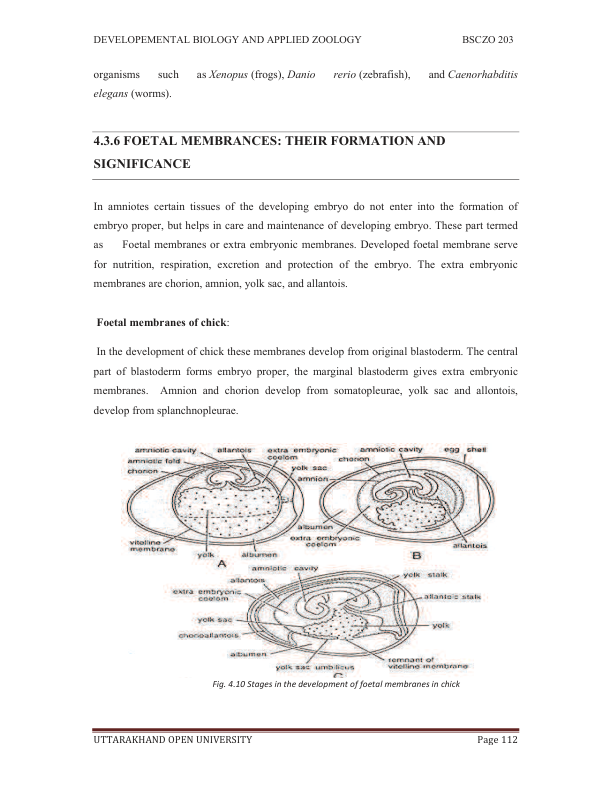 DEVELOPEMENTAL BIOLOGY AND APPLIED ZOOLOGY BSCZO 203
organisms such as Xenopus (frogs), Danio rerio (zebrafish), and Caenorhabditis
elegans (worms).
4.3.6 FOETAL MEMBRANCES: THEIR FORMATION AND
SIGNIFICANCE
In amniotes certain tissues of the developing embryo do not enter into the formation of
embryo proper, but helps in care and maintenance of developing embryo. These part termed
as Foetal membranes or extra embryonic membranes. Developed foetal membrane serve
for nutrition, respiration, excretion and protection of the embryo. The extra embryonic
membranes are chorion, amnion, yolk sac, and allantois.
Foetal membranes of chick:
In the development of chick these membranes develop from original blastoderm. The central
part of blastoderm forms embryo proper, the marginal blastoderm gives extra embryonic
membranes. Amnion and chorion develop from somatopleurae, yolk sac and allontois,
develop from splanchnopleurae.
amniotic cavity allantois extra embryonic
coelom
amniotic fold
chorion
yolk sac
vitelline
membrane
yolk
albumen
A
amniotic cavity egg shell
chorion
amnion
albumen
extra embryonic
coelom
allantois
B
amniotic cavity
allantois
yolk stalk
extra embryonic
coelom
allantoic stalk
yolk sac
yolk
chorioallantois
albumen
yolk sac umbilicus
remnant of
vitelline membrane
C
Fig. 4.10 Stages in the development of foetal membranes in chick
UTTARAKHAND OPEN UNIVERSITY Page 112